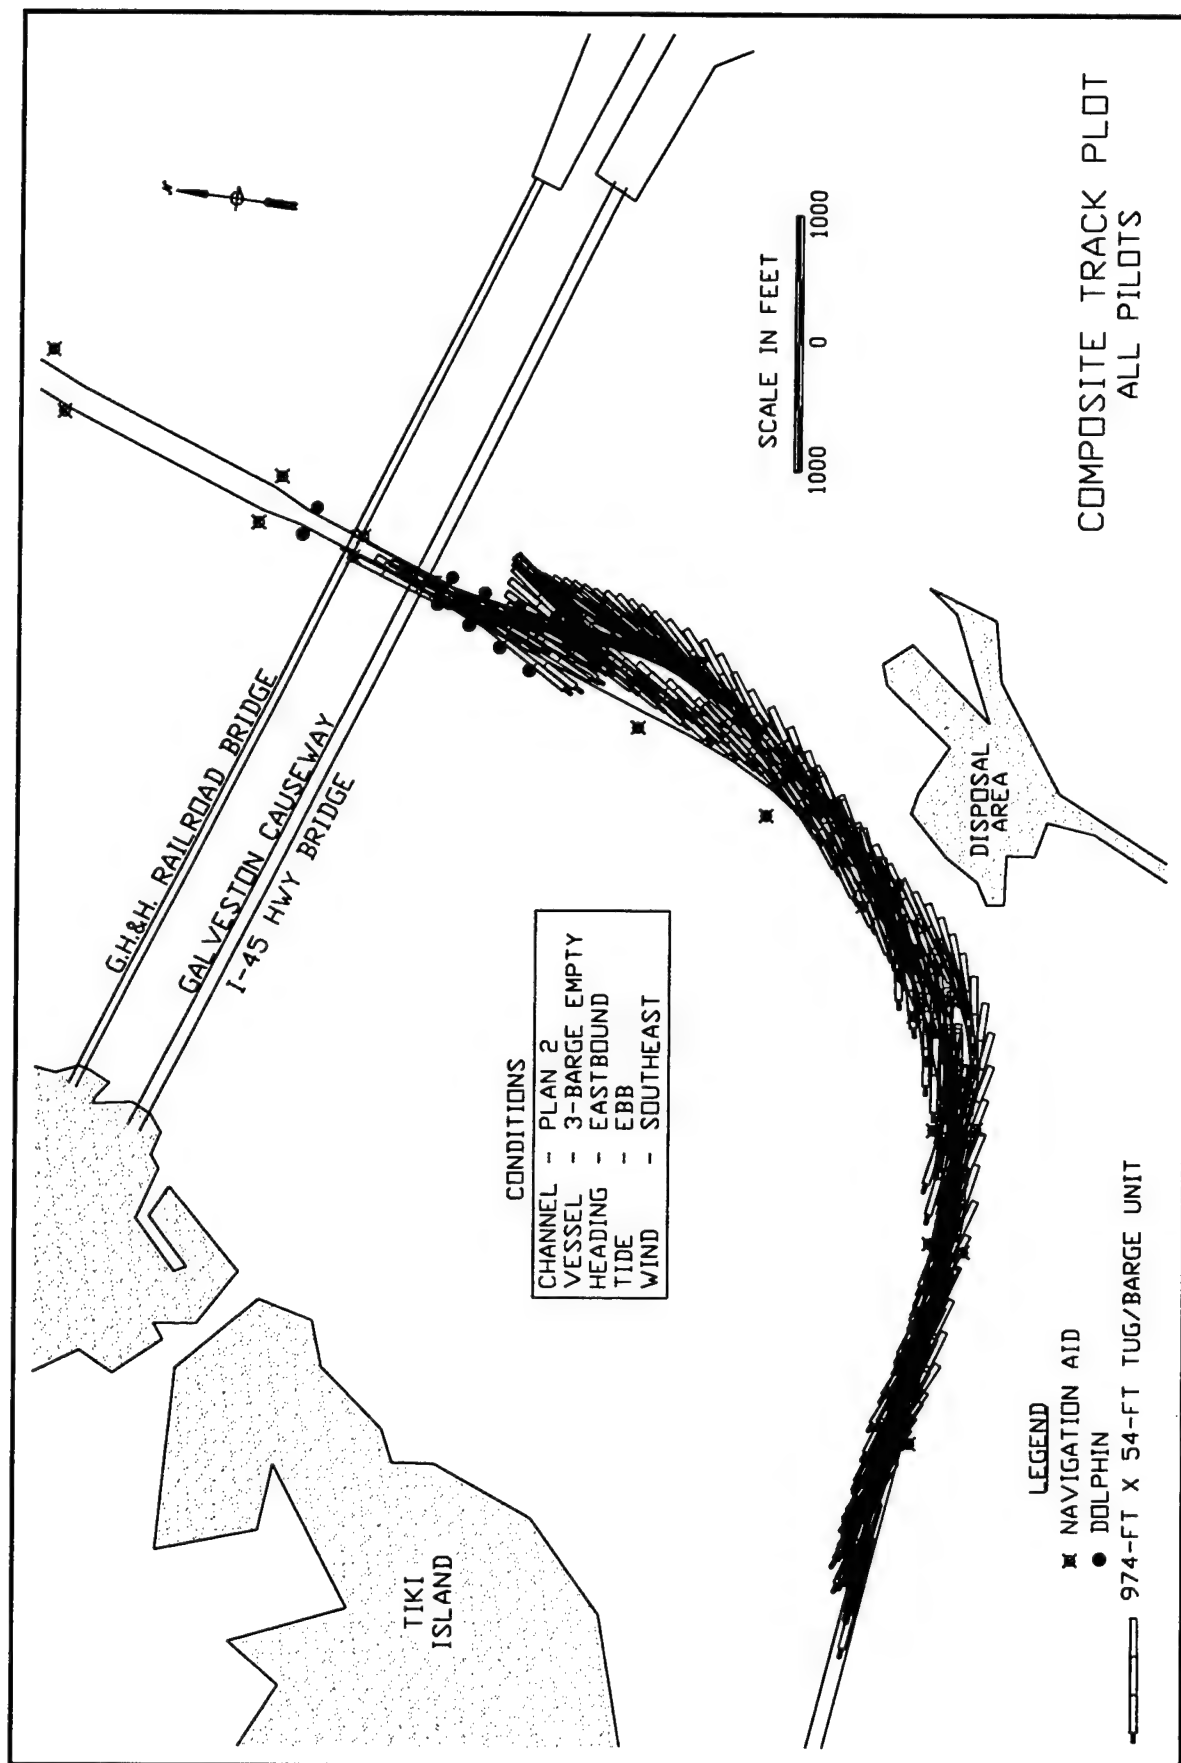 N
G.H.&H. RAILROAD BRIDGE
GALVESTON CAUSEWAY
I-45 HWY BRIDGE
TIKI
ISLAND
CONDITIONS
CHANNEL -- PLAN 2
VESSEL - 3-BARGE EMPTY
HEADING - EASTBOUND
TIDE -- EBB
WIND - SOUTHEAST
SCALE IN FEET
1000 0 1000
DISPOSAL
AREA
LEGEND
NAVIGATION AID
DOLPHIN
974-FT X 54-FT TUG/BARGE UNIT
COMPOSITE TRACK PLOT
ALL PILOTS